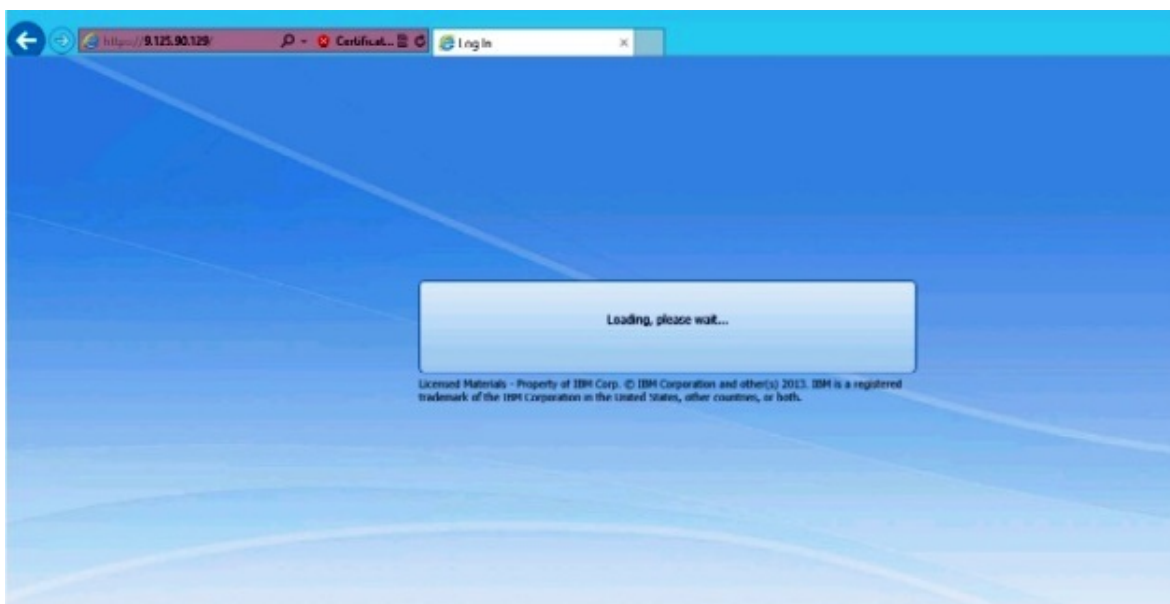 https://9.125.90.129/
Certificat...
Log In
Loading, please wait...
Licensed Materials - Property of IBM Corp. © IBM Corporation and other(s) 2013. IBM is a registered
trademark of the IBM Corporation in the United States, other countries, or both.